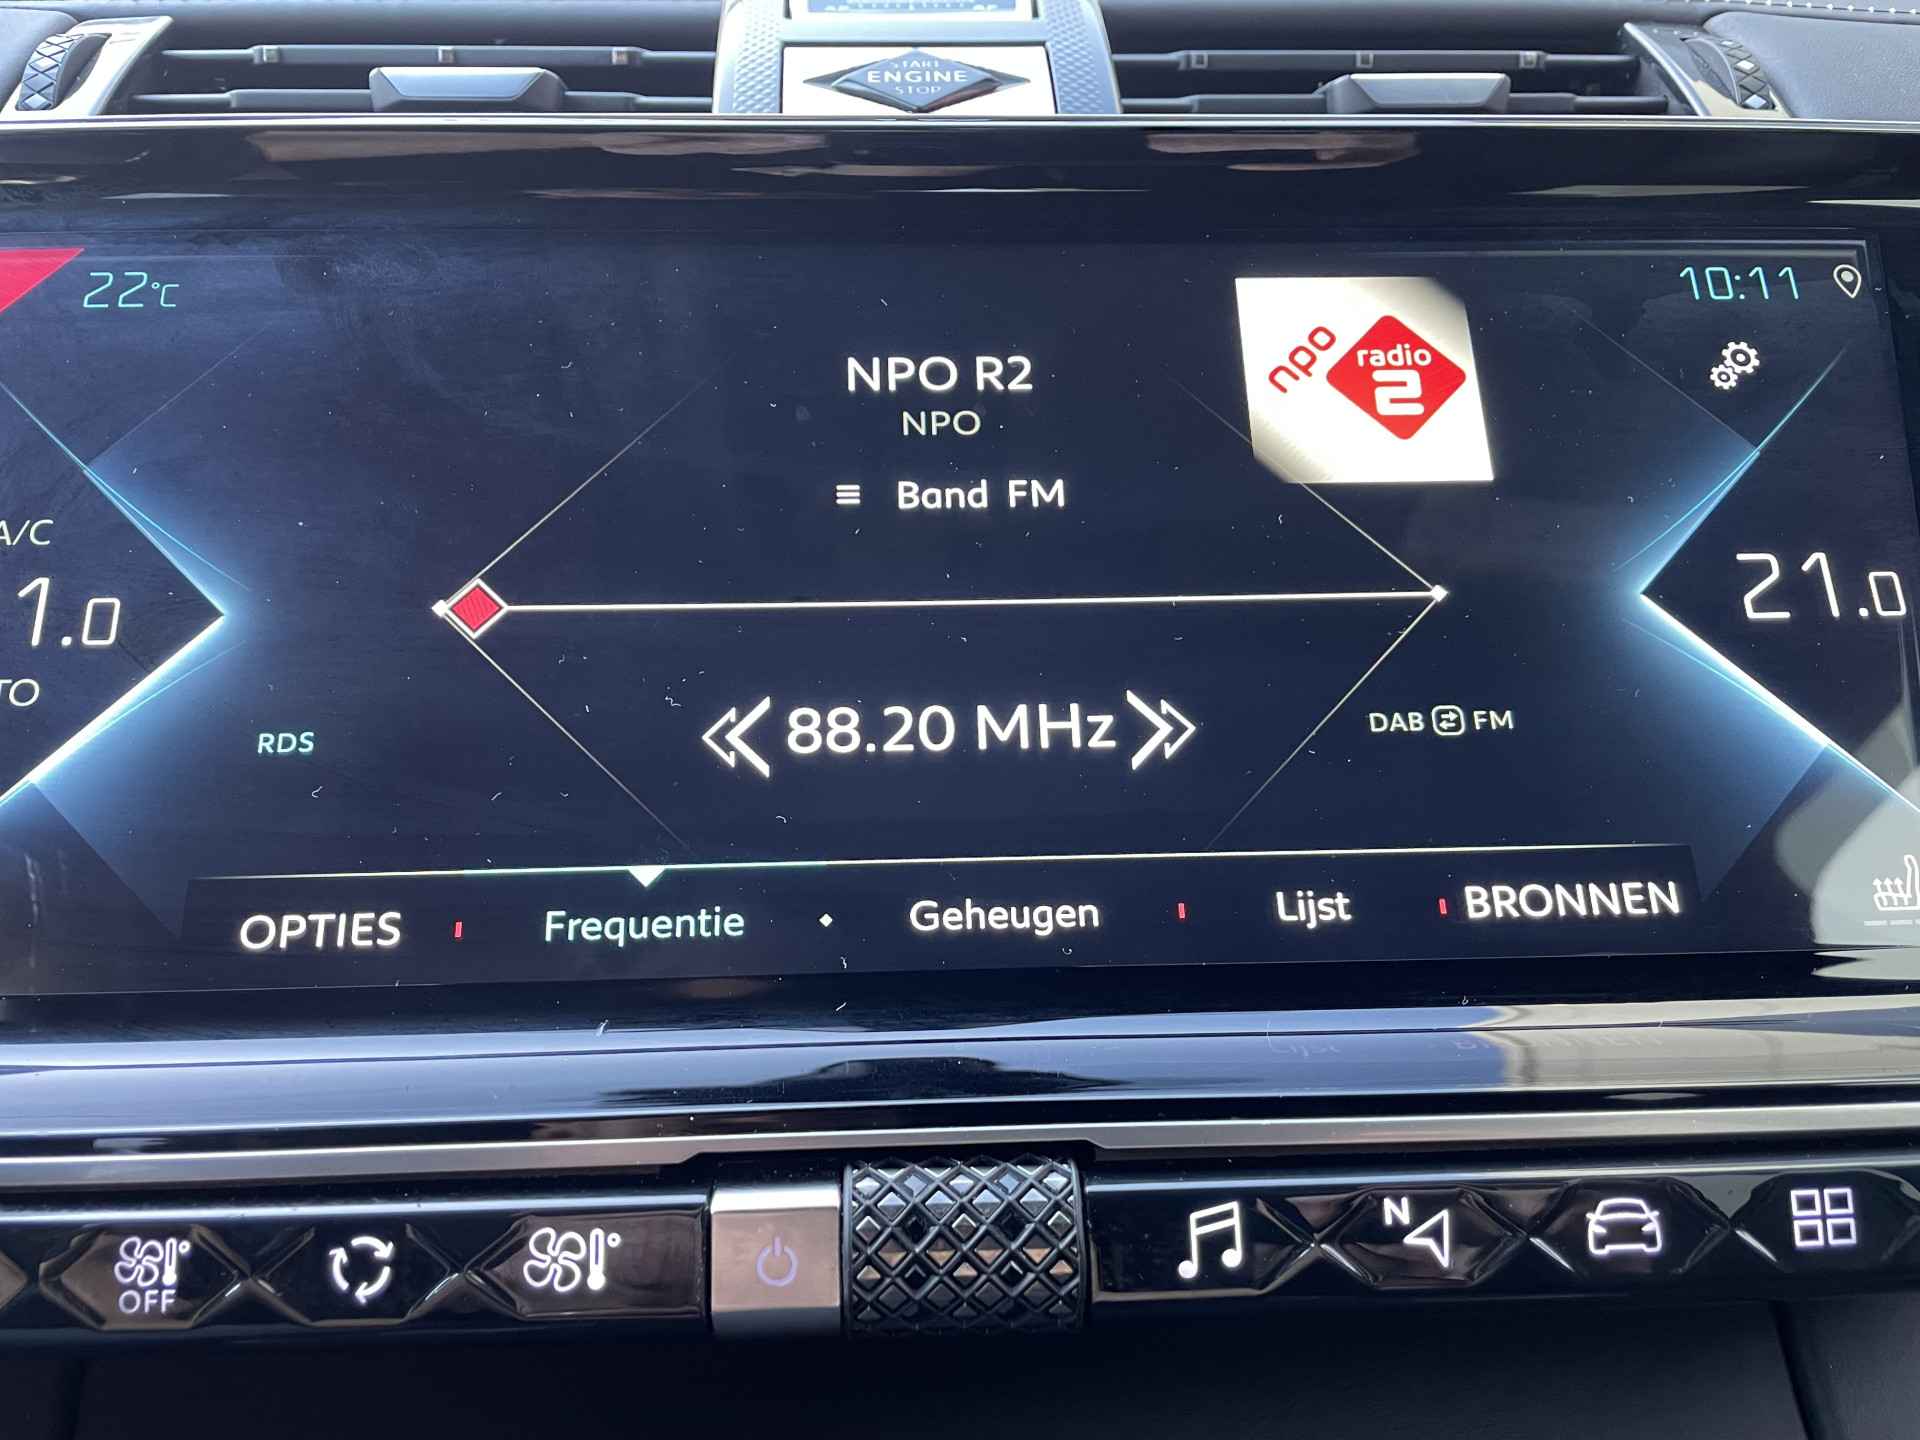 START
ENGINE
STOP
22°C
10:11
NPO R2
NPO
npo
radio
2
Band FM
A/C
1.0
21.0
TO
88.20 MHz
RDS
DAB FM
OPTIES
Frequentie
Geheugen
Lijst
BRONNEN
OFF
N